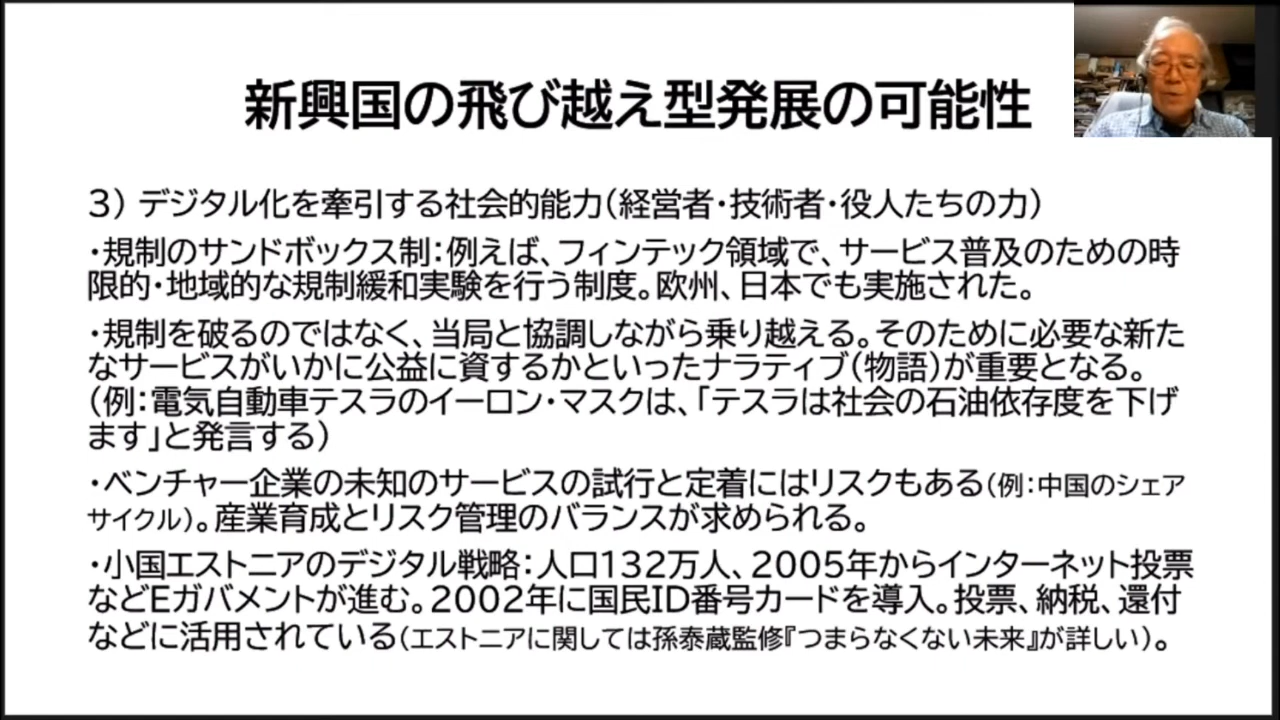 新興国の飛び越え型発展の可能性
3) デジタル化を牽引する社会的能力(経営者・技術者・役人たちの力)
・規制のサンドボックス制:例えば、フィンテック領域で、サービス普及のための時
限的・地域的な規制緩和実験を行う制度。欧州、日本でも実施された。
・規制を破るのではなく、当局と協調しながら乗り越える。そのために必要な新た
なサービスがいかに公益に資するかといったナラティブ(物語)が重要となる。
(例:電気自動車テスラのイーロン・マスクは、「テスラは社会の石油依存度を下げ
ます」と発言する)
・ベンチャー企業の未知のサービスの試行と定着にはリスクもある(例:中国のシェア
サイクル)。産業育成とリスク管理のバランスが求められる。
・小国エストニアのデジタル戦略:人口132万人、2005年からインターネット投票
などEガバメントが進む。2002年に国民ID番号カードを導入。投票、納税、還付
などに活用されている(エストニアに関しては孫泰蔵監修『つまらなくない未来』が詳しい)。